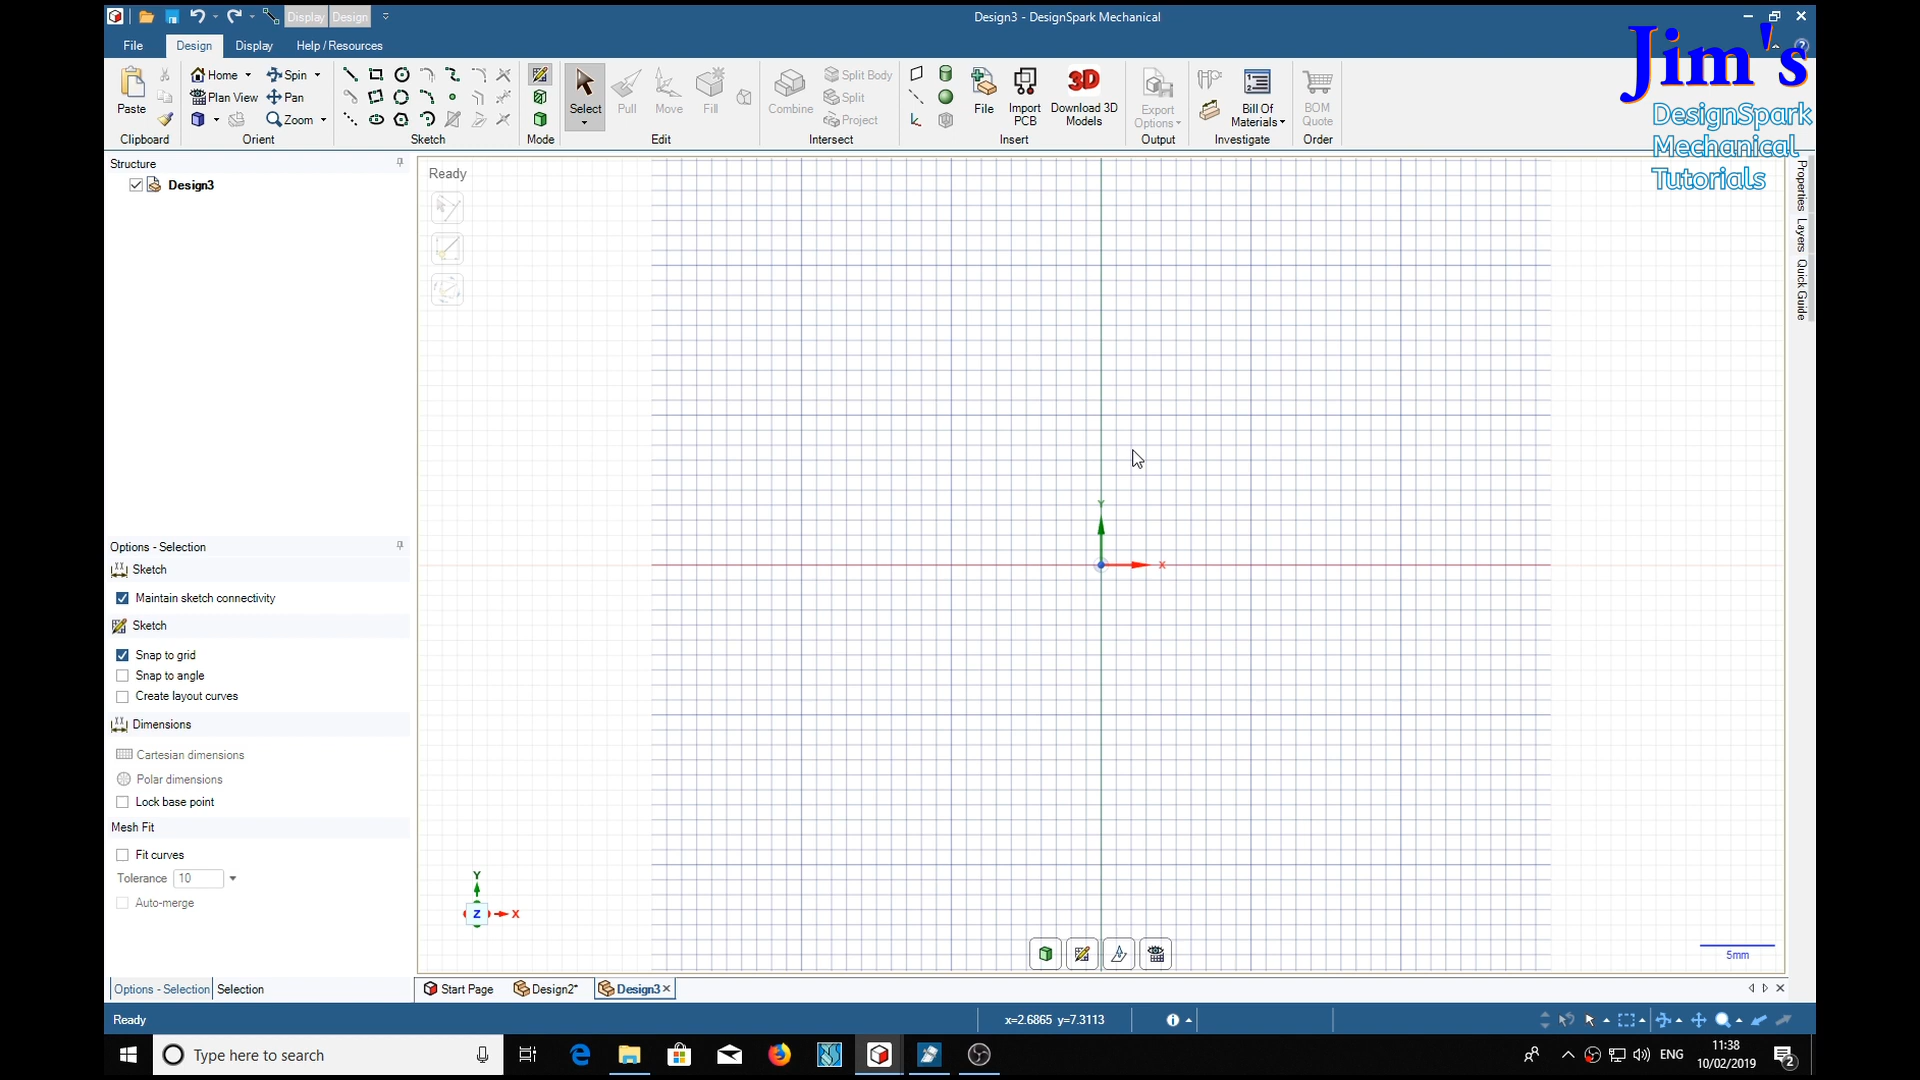 Display Design
Design3 - DesignSpark Mechanical
Jim's
DesignSpark
Mechanical
Tutorials
File Design Display Help / Resources
Paste
Clipboard
Home Spin
Plan View Pan
Zoom
Orient
Sketch
Mode
Select Pull Move Fill
Edit
Combine
Split Body
Split
Project
Intersect
File
Import PCB
Download 3D Models
3D
Insert
Export Options
Output
Bill Of Materials
Investigate
BOM Quote
Order
Structure
Design3
Ready
Properties
Layers
Quick Guide
Y
X
Options - Selection
Sketch
Maintain sketch connectivity
Sketch
Snap to grid
Snap to angle
Create layout curves
Dimensions
Cartesian dimensions
Polar dimensions
Lock base point
Mesh Fit
Fit curves
Tolerance 10
Auto-merge
Y
Z X
5mm
Options - Selection Selection
Start Page Design2* Design3
Ready
x=2.6865 y=7.3113
Type here to search
ENG
11:38
10/02/2019
2